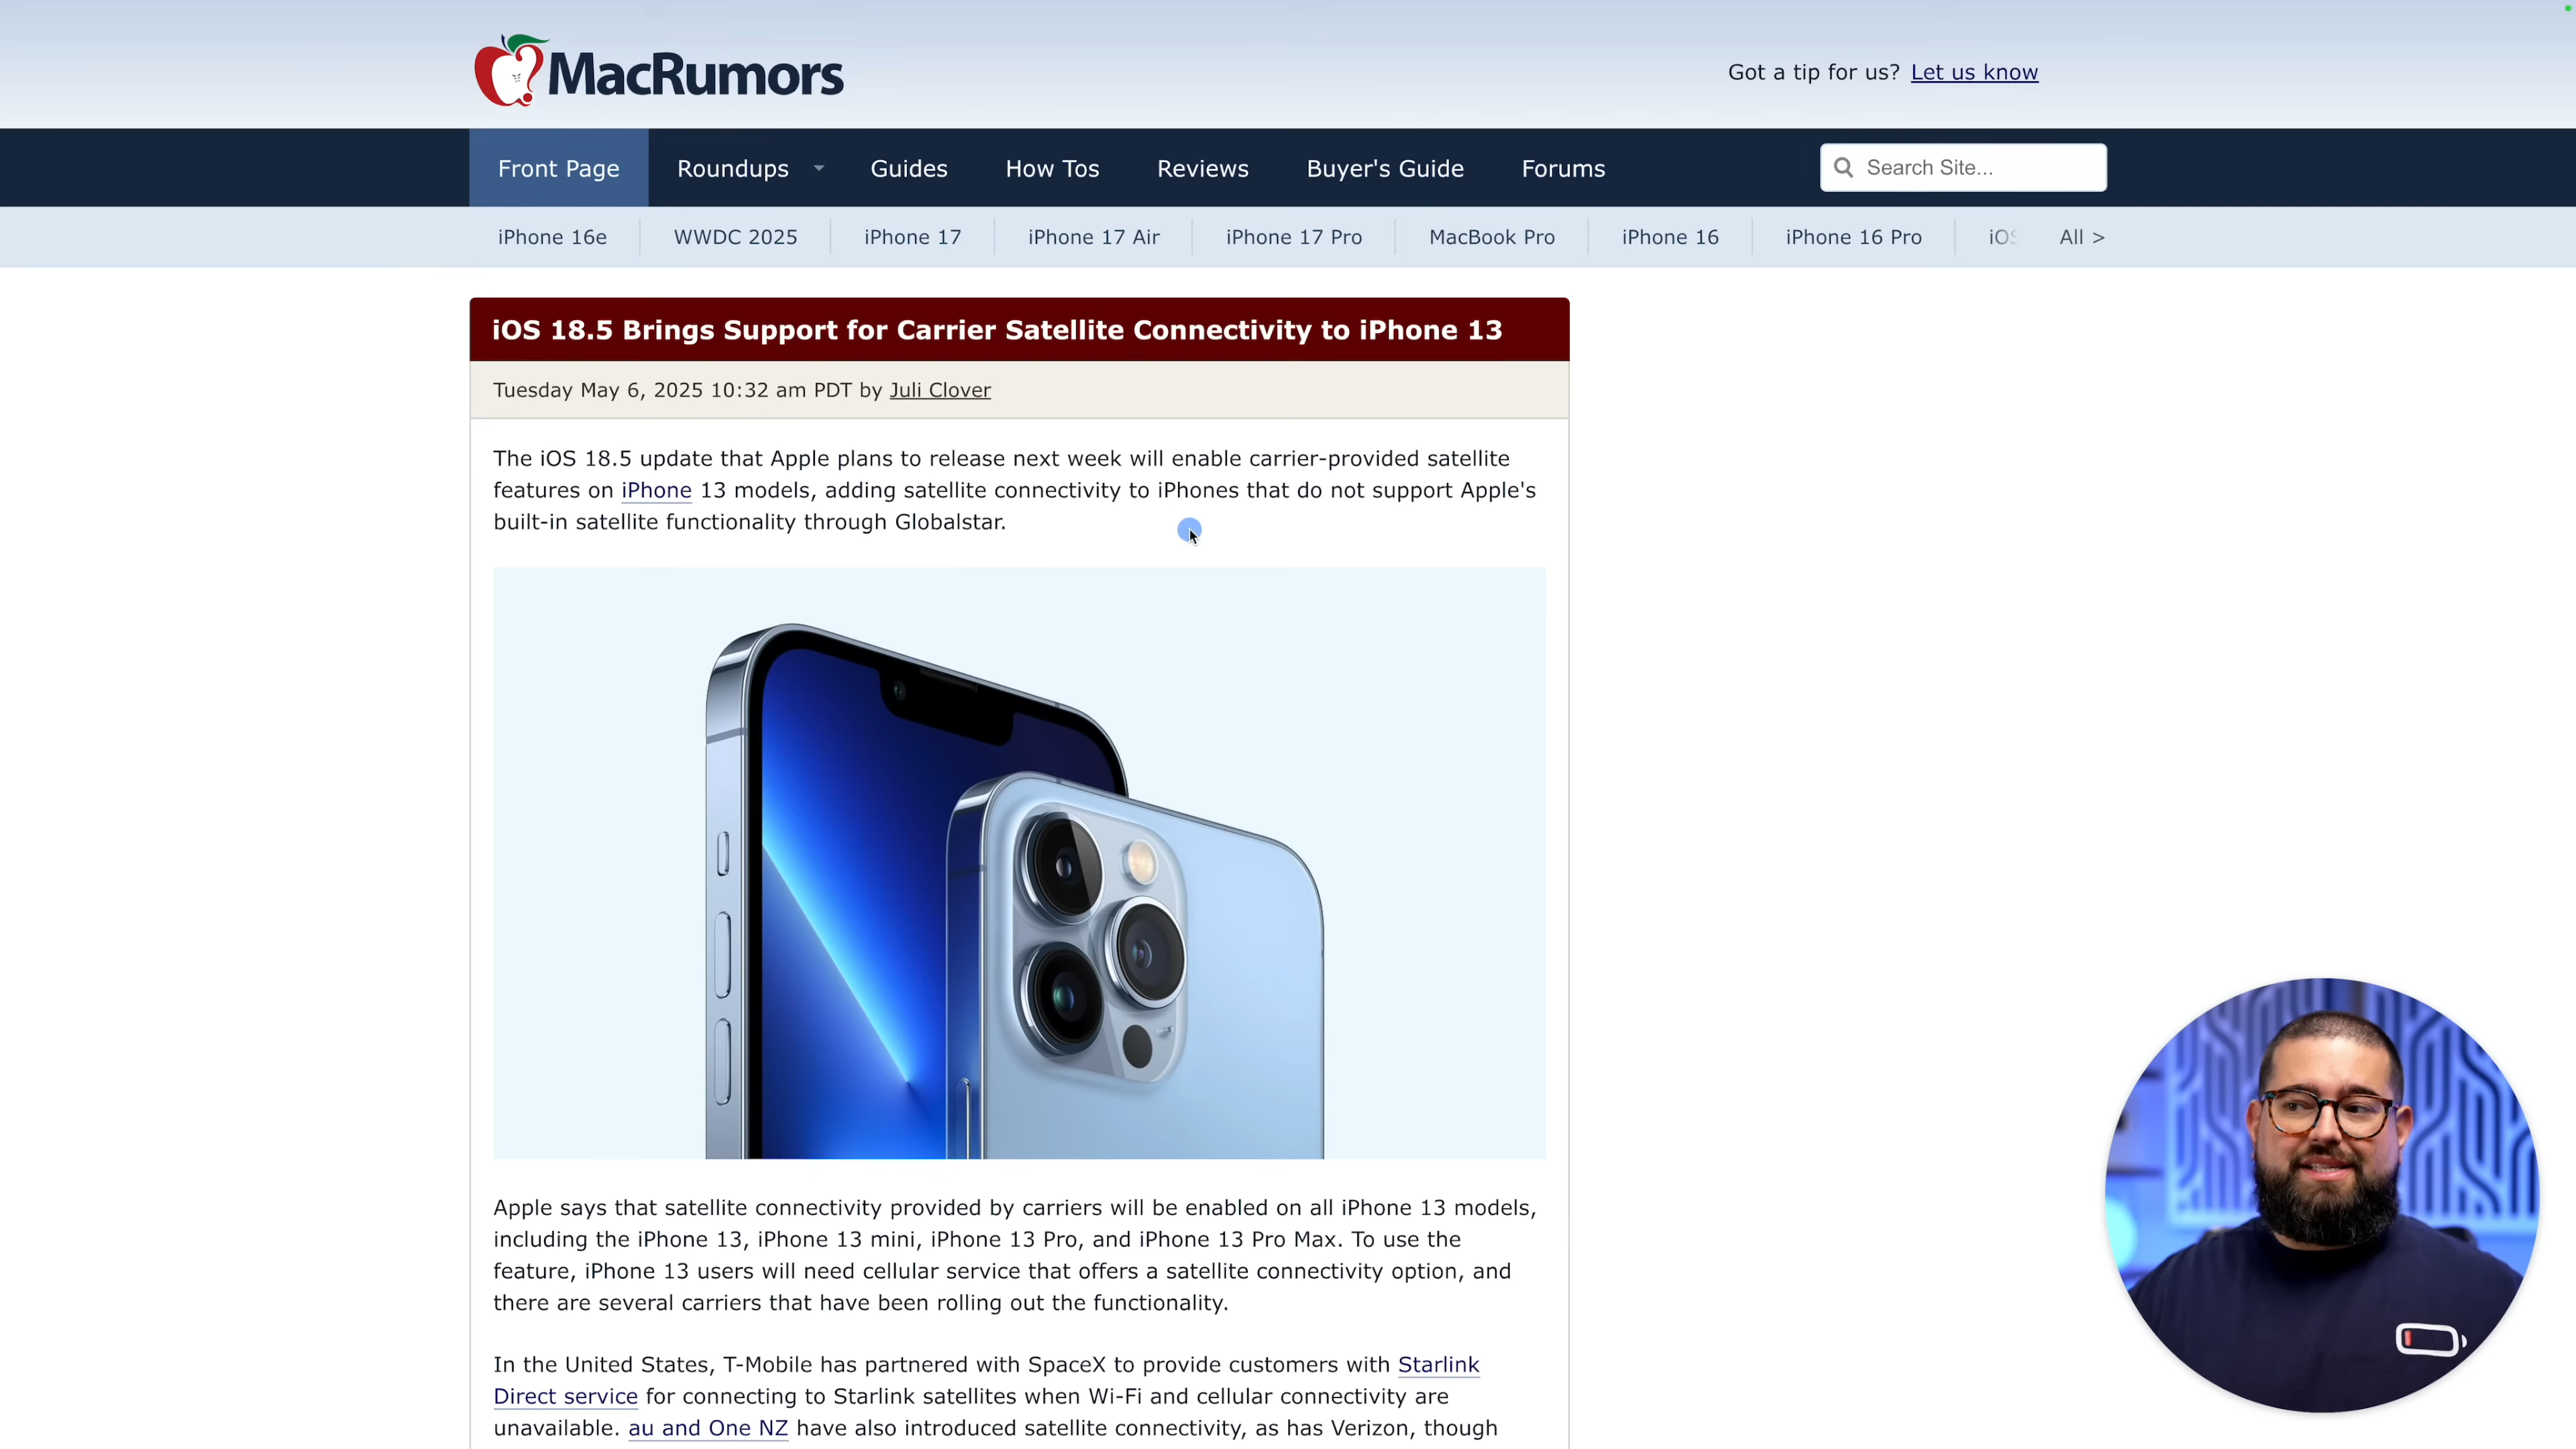 MacRumors
Got a tip for us? Let us know
Front Page Roundups Guides How Tos Reviews Buyer's Guide Forums Search Site...
iPhone 16e WWDC 2025 iPhone 17 iPhone 17 Air iPhone 17 Pro MacBook Pro iPhone 16 iPhone 16 Pro iOS All >
iOS 18.5 Brings Support for Carrier Satellite Connectivity to iPhone 13
Tuesday May 6, 2025 10:32 am PDT by Juli Clover
The iOS 18.5 update that Apple plans to release next week will enable carrier-provided satellite
features on iPhone 13 models, adding satellite connectivity to iPhones that do not support Apple's
built-in satellite functionality through Globalstar.
Apple says that satellite connectivity provided by carriers will be enabled on all iPhone 13 models,
including the iPhone 13, iPhone 13 mini, iPhone 13 Pro, and iPhone 13 Pro Max. To use the
feature, iPhone 13 users will need cellular service that offers a satellite connectivity option, and
there are several carriers that have been rolling out the functionality.
In the United States, T-Mobile has partnered with SpaceX to provide customers with Starlink
Direct service for connecting to Starlink satellites when Wi-Fi and cellular connectivity are
unavailable. au and One NZ have also introduced satellite connectivity, as has Verizon, though